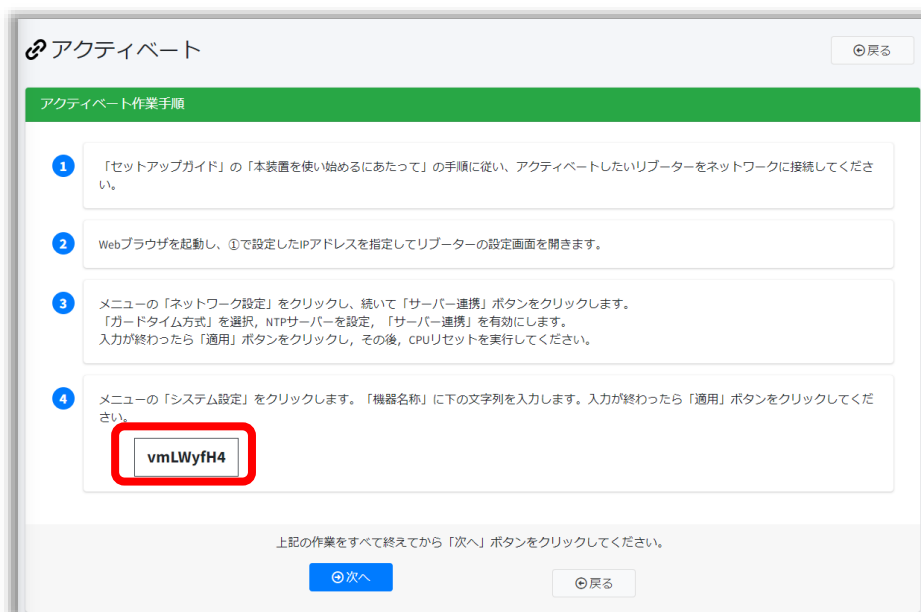 アクティベート
戻る
アクティベート作業手順
1
「セットアップガイド」の「本装置を使い始めるにあたって」の手順に従い、アクティベートしたいリブーターをネットワークに接続してくださ
い。
2
Webブラウザを起動し、①で設定したIPアドレスを指定してリブーターの設定画面を開きます。
3
メニューの「ネットワーク設定」をクリックし、続いて「サーバー連携」ボタンをクリックします。
「ガードタイム方式」を選択，NTPサーバーを設定，「サーバー連携」を有効にします。
入力が終わったら「適用」ボタンをクリックし，その後，CPUリセットを実行してください。
4
メニューの「システム設定」をクリックします。「機器名称」に下の文字列を入力します。入力が終わったら「適用」ボタンをクリックしてくだ
さい。
vmLWyfH4
上記の作業をすべて終えてから「次へ」ボタンをクリックしてください。
次へ
戻る